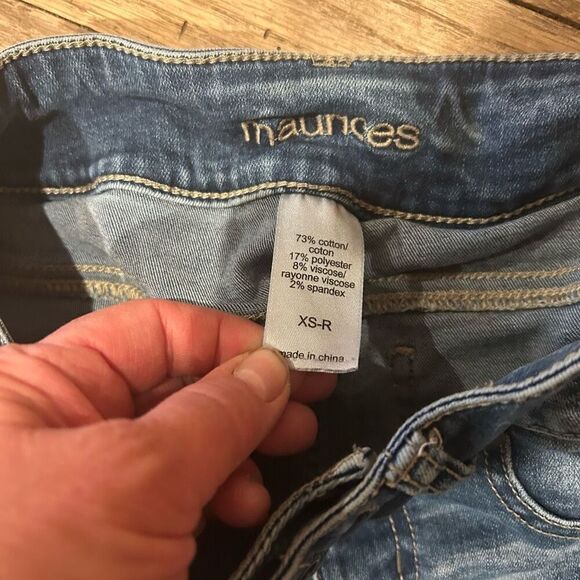 maurices
73% cotton/
coton
17% polyester
8% viscose/
rayonne viscose
2% spandex
XS-R
made in china